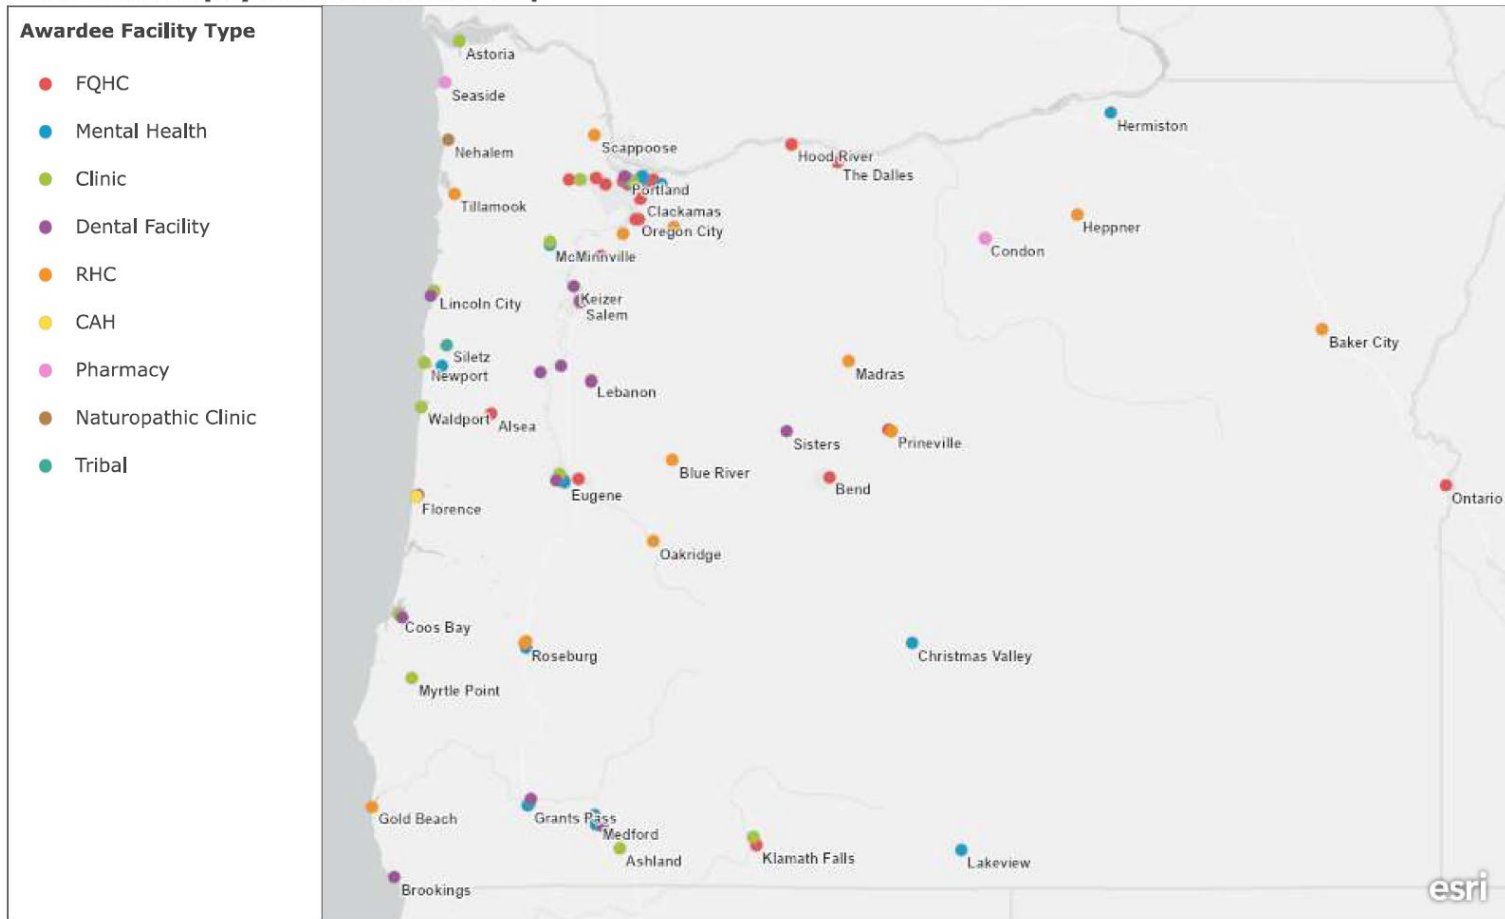 Awardee Facility Type
FQHC
Mental Health
Clinic
Dental Facility
RHC
CAH
Pharmacy
Naturopathic Clinic
Tribal
Astoria
Seaside
Hermiston
Nehalem
Scappoose
Hood River
The Dalles
Portland
Tillamook
Clackamas
Oregon City
Heppner
Condon
McMinnville
Lincoln City
Keizer
Salem
Baker City
Siletz
Newport
Madras
Lebanon
Waldport
Alsea
Sisters
Prineville
Blue River
Eugene
Bend
Ontario
Florence
Oakridge
Coos Bay
Roseburg
Christmas Valley
Myrtle Point
Gold Beach
Grants Pass
Medford
Ashland
Klamath Falls
Lakeview
Brookings
esri